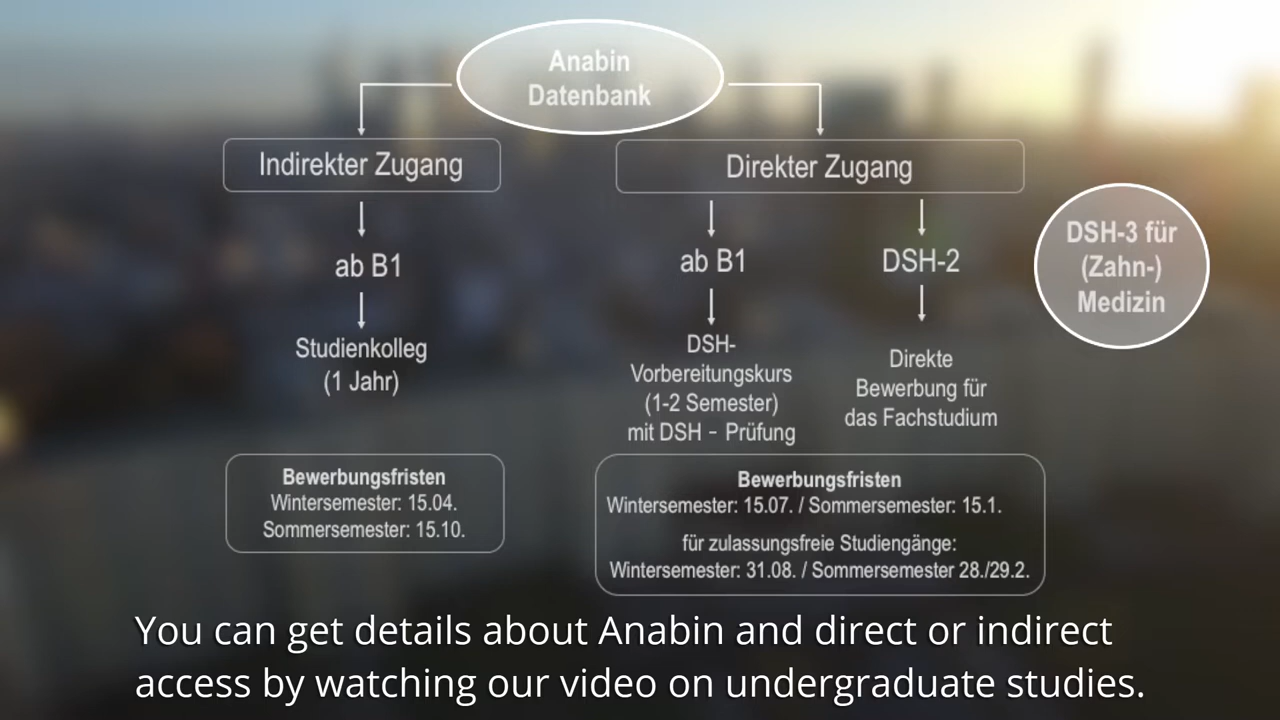 Anabin
Datenbank
Indirekter Zugang
ab B1
Studienkolleg
(1 Jahr)
Bewerbungsfristen
Wintersemester: 15.04.
Sommersemester: 15.10.
Direkter Zugang
ab B1
DSH-
Vorbereitungskurs
(1-2 Semester)
mit DSH - Prüfung
DSH-2
Direkte
Bewerbung für
das Fachstudium
DSH-3 für
(Zahn-)
Medizin
Bewerbungsfristen
Wintersemester: 15.07. / Sommersemester: 15.1.
für zulassungsfreie Studiengänge:
Wintersemester: 31.08. / Sommersemester 28./29.2.
You can get details about Anabin and direct or indirect
access by watching our video on undergraduate studies.